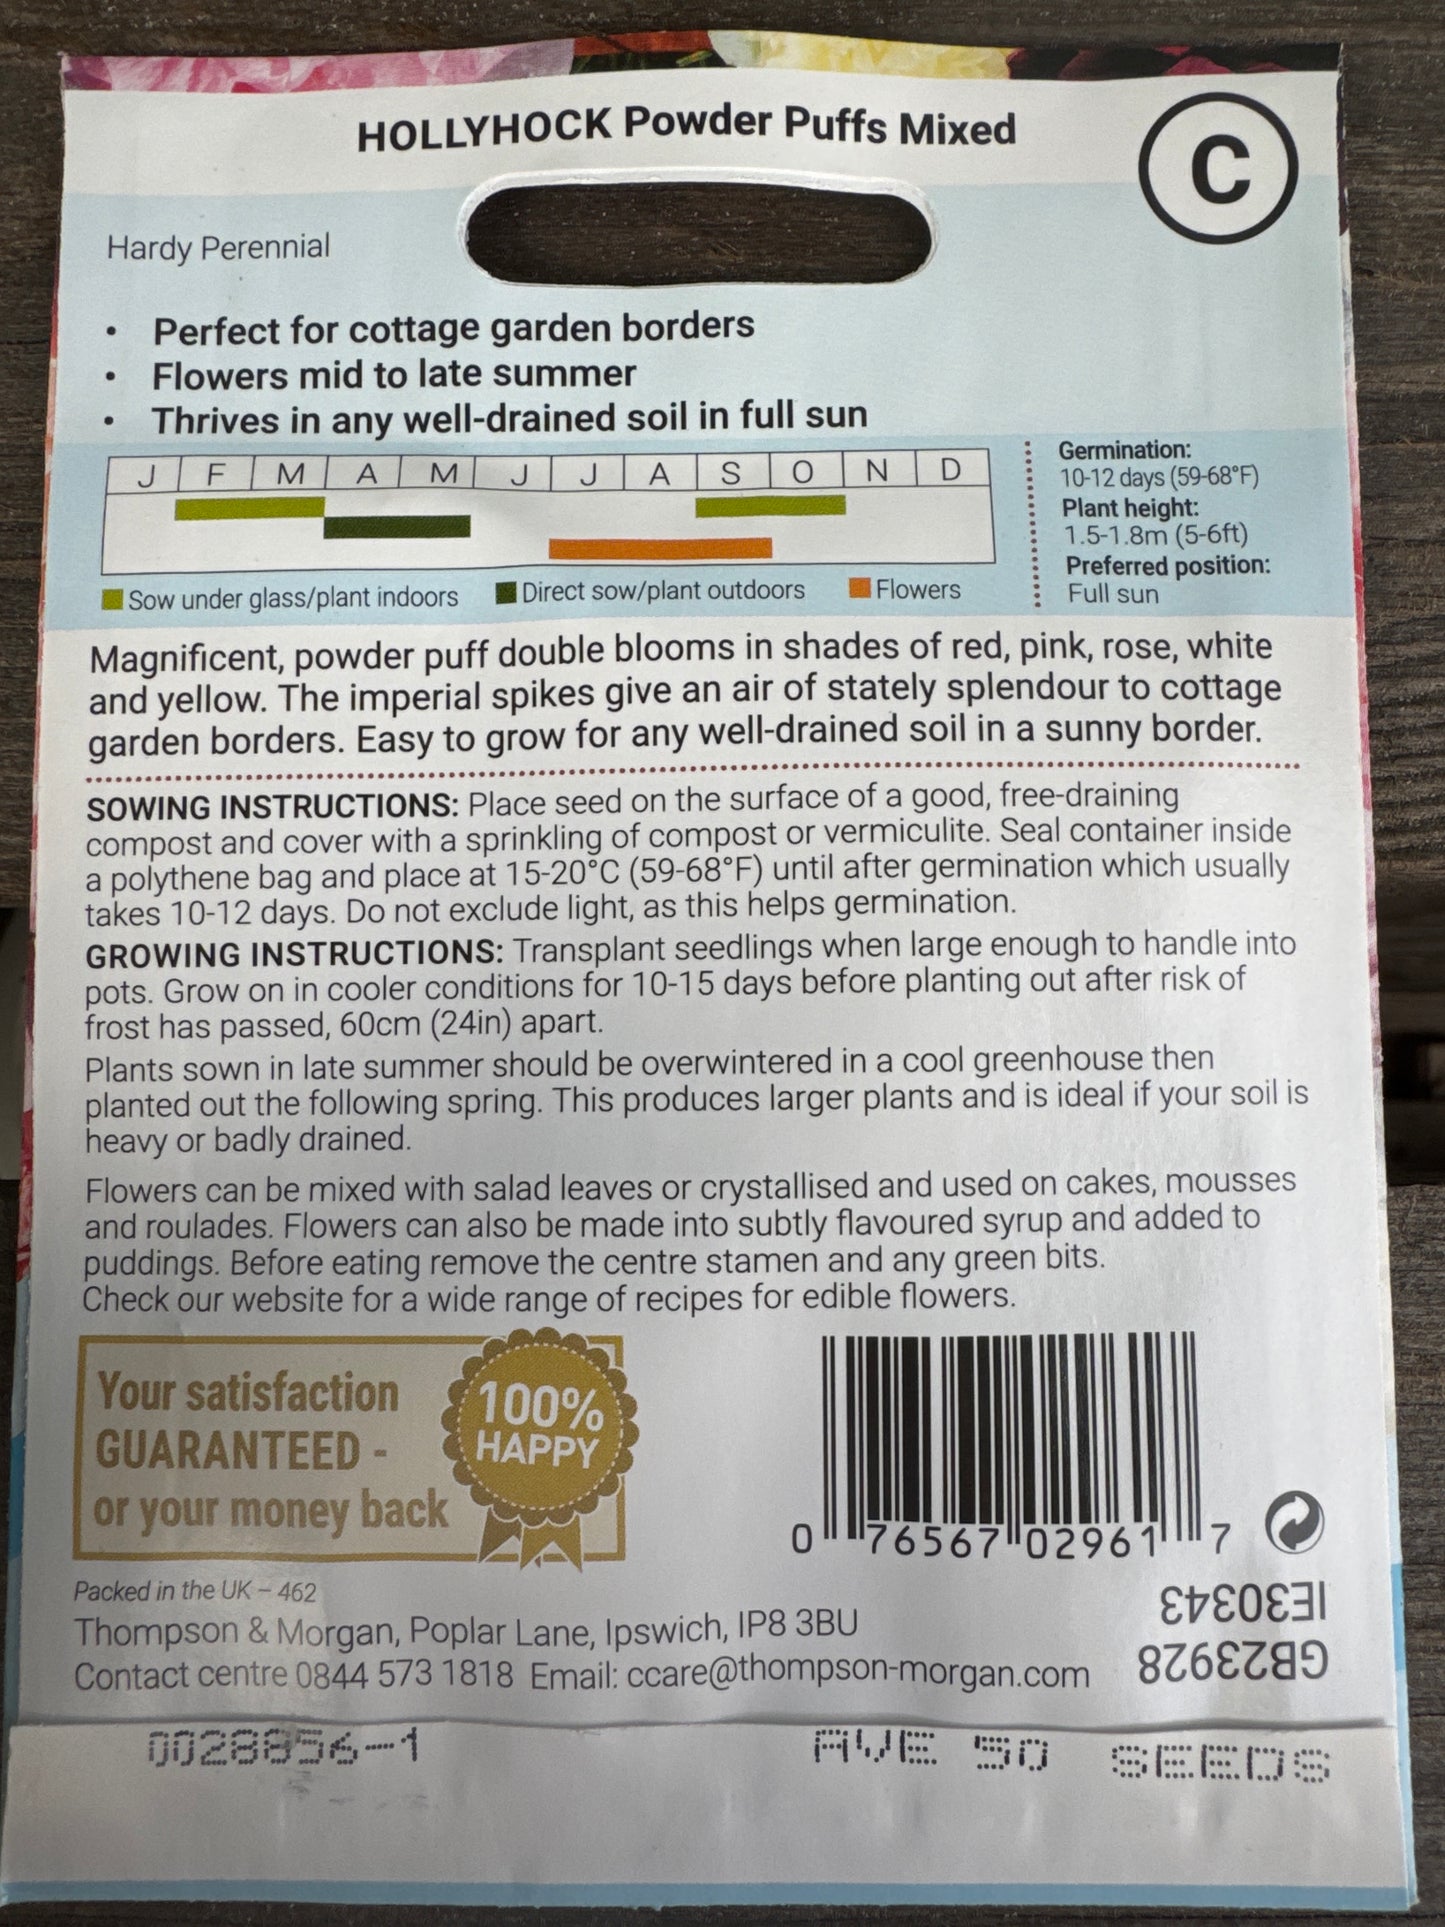 HOLLYHOCK Powder Puffs Mixed
C
Hardy Perennial
• Perfect for cottage garden borders
• Flowers mid to late summer
• Thrives in any well-drained soil in full sun
J F M A M J J A S O N D
Sow under glass/plant indoors Direct sow/plant outdoors Flowers
Germination:
10-12 days (59-68°F)
Plant height:
1.5-1.8m (5-6ft)
Preferred position:
Full sun
Magnificent, powder puff double blooms in shades of red, pink, rose, white
and yellow. The imperial spikes give an air of stately splendour to cottage
garden borders. Easy to grow for any well-drained soil in a sunny border.
SOWING INSTRUCTIONS: Place seed on the surface of a good, free-draining
compost and cover with a sprinkling of compost or vermiculite. Seal container inside
a polythene bag and place at 15-20°C (59-68°F) until after germination which usually
takes 10-12 days. Do not exclude light, as this helps germination.
GROWING INSTRUCTIONS: Transplant seedlings when large enough to handle into
pots. Grow on in cooler conditions for 10-15 days before planting out after risk of
frost has passed, 60cm (24in) apart.
Plants sown in late summer should be overwintered in a cool greenhouse then
planted out the following spring. This produces larger plants and is ideal if your soil is
heavy or badly drained.
Flowers can be mixed with salad leaves or crystallised and used on cakes, mousses
and roulades. Flowers can also be made into subtly flavoured syrup and added to
puddings. Before eating remove the centre stamen and any green bits.
Check our website for a wide range of recipes for edible flowers.
Your satisfaction
GUARANTEED -
or your money back
100%
HAPPY
0 76567 02961 7
Packed in the UK – 462
Thompson & Morgan, Poplar Lane, Ipswich, IP8 3BU
Contact centre 0844 573 1818 Email: ccare@thompson-morgan.com
IE30343
GB23928
0028856-1 AVE 50 SEEDS